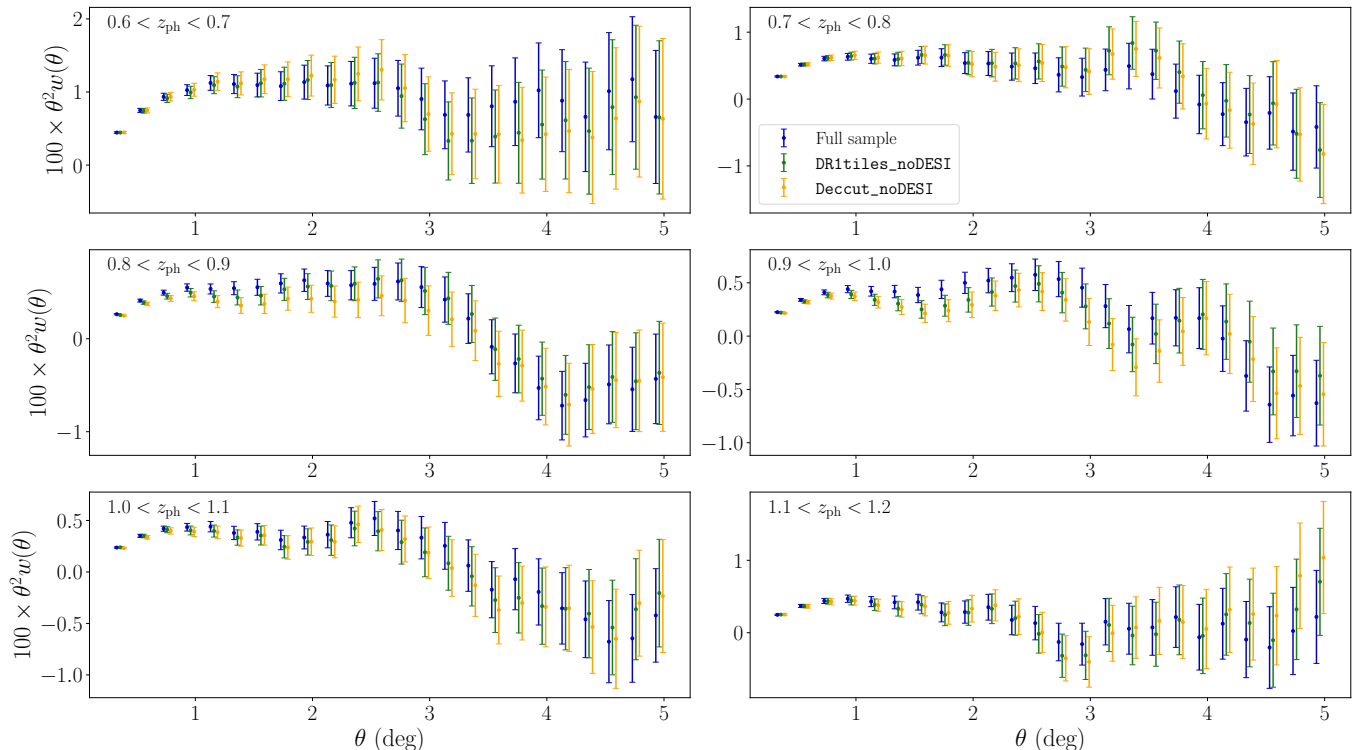 0.6 < z_ph < 0.7
2
1
0
1 2 3 4 5
100 × θ²w(θ)
0.7 < z_ph < 0.8
1
0
−1
1 2 3 4 5
Full sample
DR1tiles_noDESI
Deccut_noDESI
0.8 < z_ph < 0.9
0
−1
1 2 3 4 5
100 × θ²w(θ)
0.9 < z_ph < 1.0
0.5
0.0
−0.5
−1.0
1 2 3 4 5
1.0 < z_ph < 1.1
0.5
0.0
−0.5
−1.0
1 2 3 4 5
100 × θ²w(θ)
θ (deg)
1.1 < z_ph < 1.2
1
0
1 2 3 4 5
θ (deg)